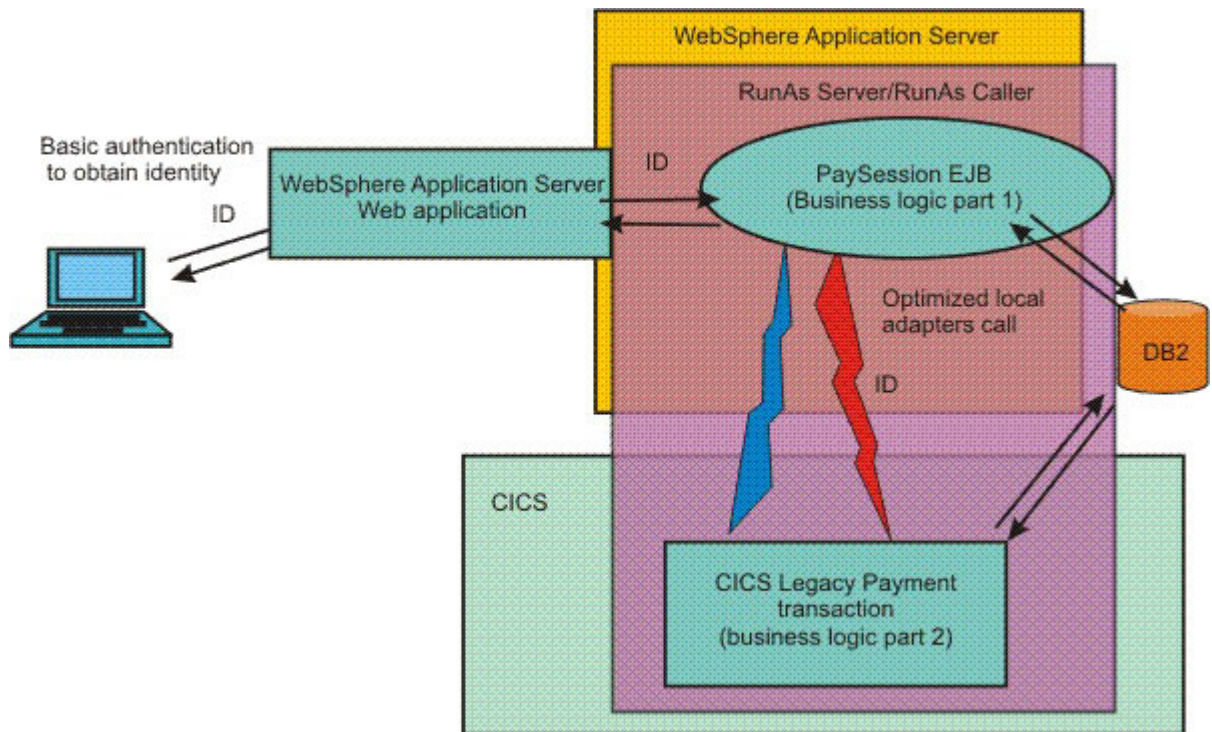 WebSphere Application Server
RunAs Server/RunAs Caller
Basic authentication
to obtain identity
ID
WebSphere Application Server
Web application
ID
PaySession EJB
(Business logic part 1)
Optimized local
adapters call
ID
DB2
CICS
CICS Legacy Payment
transaction
(business logic part 2)